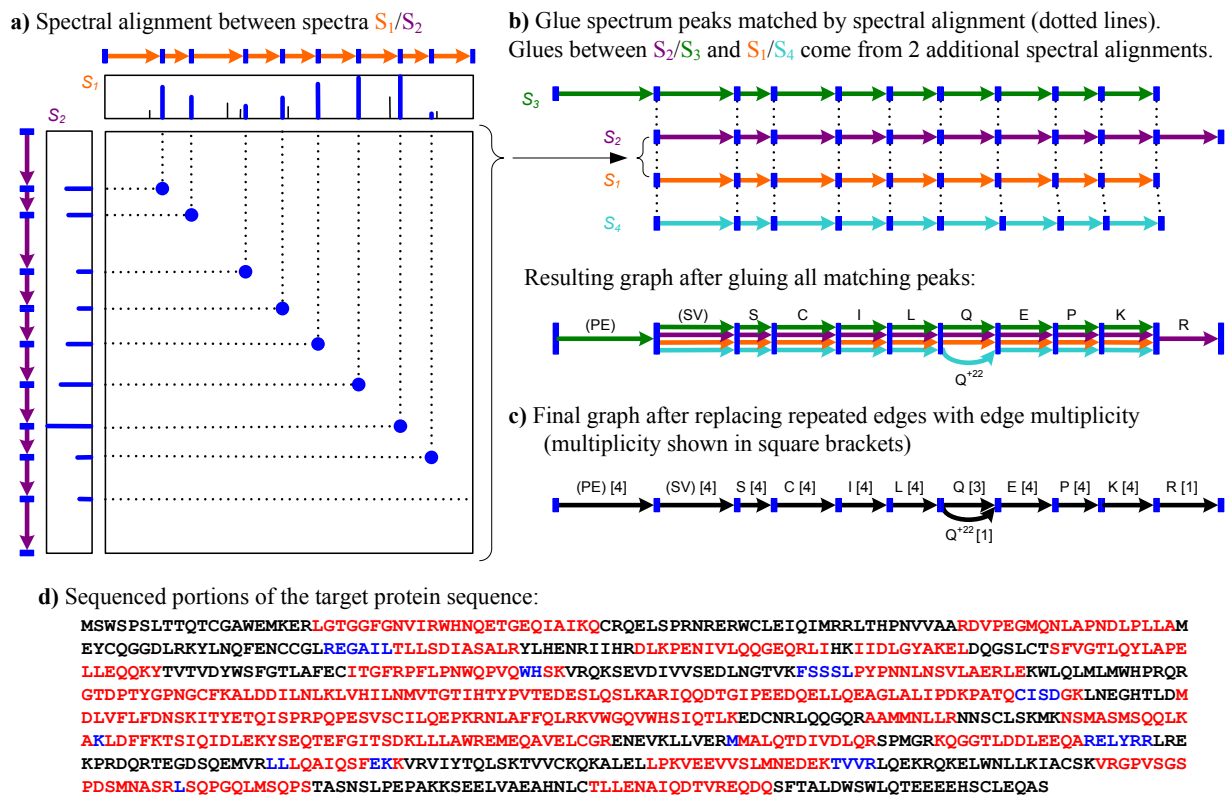 a) Spectral alignment between spectra S1/S2
S1
S2
b) Glue spectrum peaks matched by spectral alignment (dotted lines).
Glues between S2/S3 and S1/S4 come from 2 additional spectral alignments.
S3
S2
S1
S4
Resulting graph after gluing all matching peaks:
(PE) (SV) S C I L Q E P K R
Q+22
c) Final graph after replacing repeated edges with edge multiplicity
(multiplicity shown in square brackets)
(PE) [4] (SV) [4] S [4] C [4] I [4] L [4] Q [3] E [4] P [4] K [4] R [1]
Q+22 [1]
d) Sequenced portions of the target protein sequence:
MSWSPSLTTQTCGAWEMKERLGTGGFGNVIRWHNQETGEQIAIKQCRQELSPRNRERWCLEIQIMRRLTHPNVVAARDVPEGMQNLAPNDLPLLAM
EYCQGGDLRKYLNQFENCCGLREGAILTLLSDIASALRYLHENRIIHRDLKPENIVLQQGEQRLIHKIIDLGYAKELDQGSLCTSFVGTLQYLAPE
LLEQQKYTVTVDYWSFGTLAFECITGFRPFLPNWQPVQWHSKVRQKSEVDIVVSEDLNGTVKFSSSLPYPNNLNSVLAERLEKWLQLMLMWHPRQR
GTDPTYGPNGCFKALDDILNLKLVHILNMVTGTIHTYPVTEDESLQSLKARIQQDTGIPEEDQELLQEAGLALIPDKPATQCISDGKLNEGHTLDM
DLVFLFDNSKITYETQISPRPQPESVSCILQEPKRNLAFFQLRKVWGQVWHSIQTLKEDCNRLQQGQRAAMMNLLRNNSCLSKMKNSMASMSQQLK
AKLDFFKTSIQIDLEKYSEQTEFGITSDKLLLAWREMEQAVELCGRENEVKLLVERMMALQTDIVDLQRSPMGRKQGGTLDDLEEQARELYRRLRE
KPRDQRTEGDSQEMVRLLLQAIQSFEKKVRVIYTQLSKTVVCKQKALELLPKVEEVVSLMNEDEKTVVRLQEKRQKELWNLLKIACSKVRGPVSGS
PDSMNASRLSQPGQLMSQPSTASNSLPEPAKKSEELVAEAHNLCTLLENAIQDTVREQDQSFTALDWSWLQTEEEEHSCLEQAS